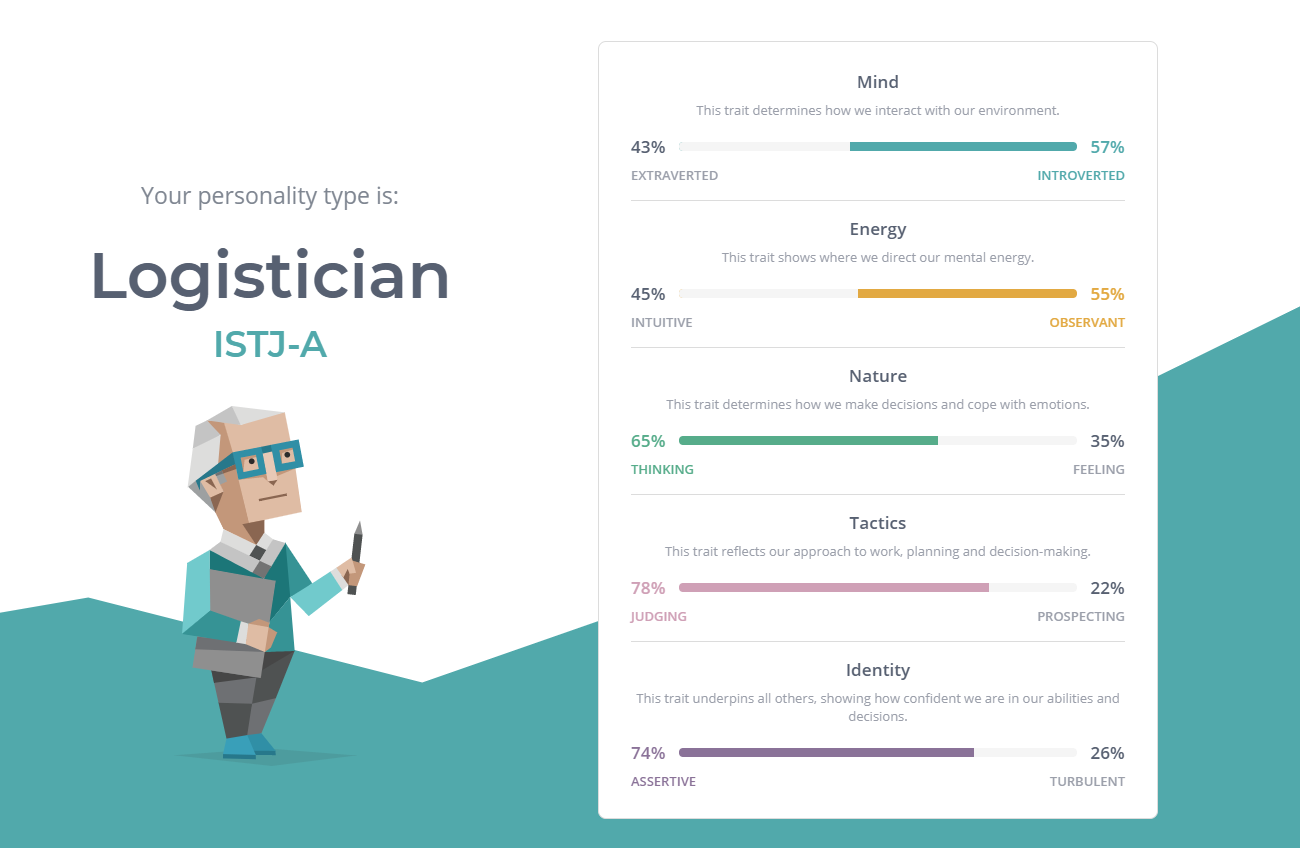 Your personality type is:
Logistician
ISTJ-A
Mind
This trait determines how we interact with our environment.
43% 57%
EXTRAVERTED INTROVERTED
Energy
This trait shows where we direct our mental energy.
45% 55%
INTUITIVE OBSERVANT
Nature
This trait determines how we make decisions and cope with emotions.
65% 35%
THINKING FEELING
Tactics
This trait reflects our approach to work, planning and decision-making.
78% 22%
JUDGING PROSPECTING
Identity
This trait underpins all others, showing how confident we are in our abilities and
decisions.
74% 26%
ASSERTIVE TURBULENT